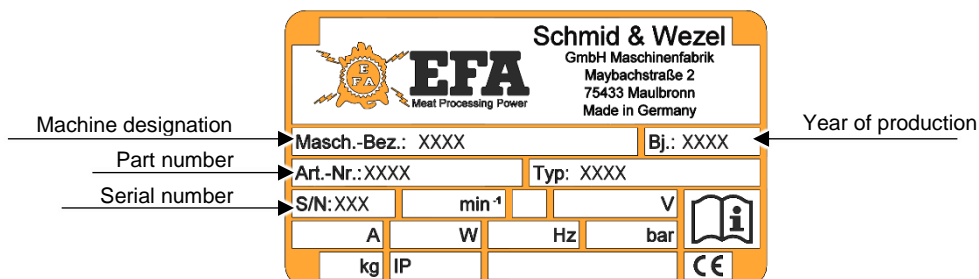 Schmid & Wezel
GmbH Maschinenfabrik
Maybachstraße 2
75433 Maulbronn
Made in Germany
E
FA
EFA
Meat Processing Power
Machine designation
Masch.-Bez.: XXXX
Bj.: XXXX
Year of production
Part number
Art.-Nr.:XXXX
Typ: XXXX
Serial number
S/N:XXX
min⁻¹
V
i
A
W
Hz
bar
kg
IP
CE